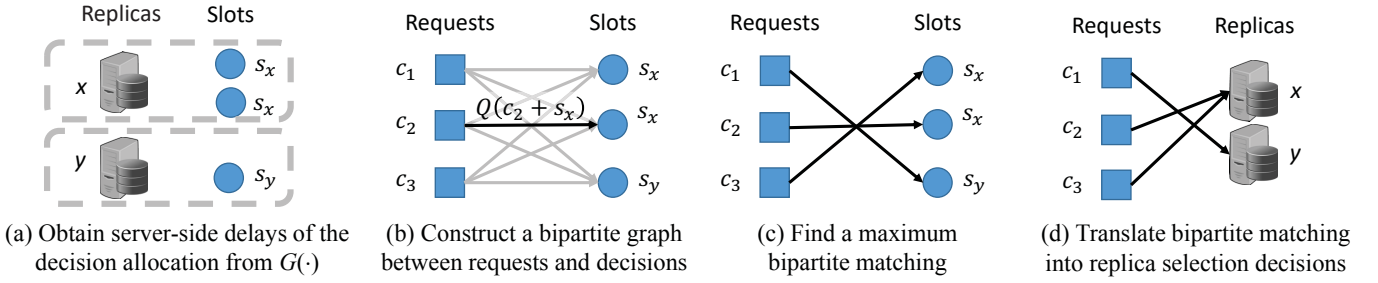 Replicas Slots
x
s_x
s_x
y
s_y
(a) Obtain server-side delays of the
decision allocation from G(·)
Requests Slots
c_1
c_2
c_3
Q(c_2 + s_x)
s_x
s_x
s_y
(b) Construct a bipartite graph
between requests and decisions
Requests Slots
c_1
c_2
c_3
s_x
s_x
s_y
(c) Find a maximum
bipartite matching
Requests Replicas
c_1
c_2
c_3
x
y
(d) Translate bipartite matching
into replica selection decisions